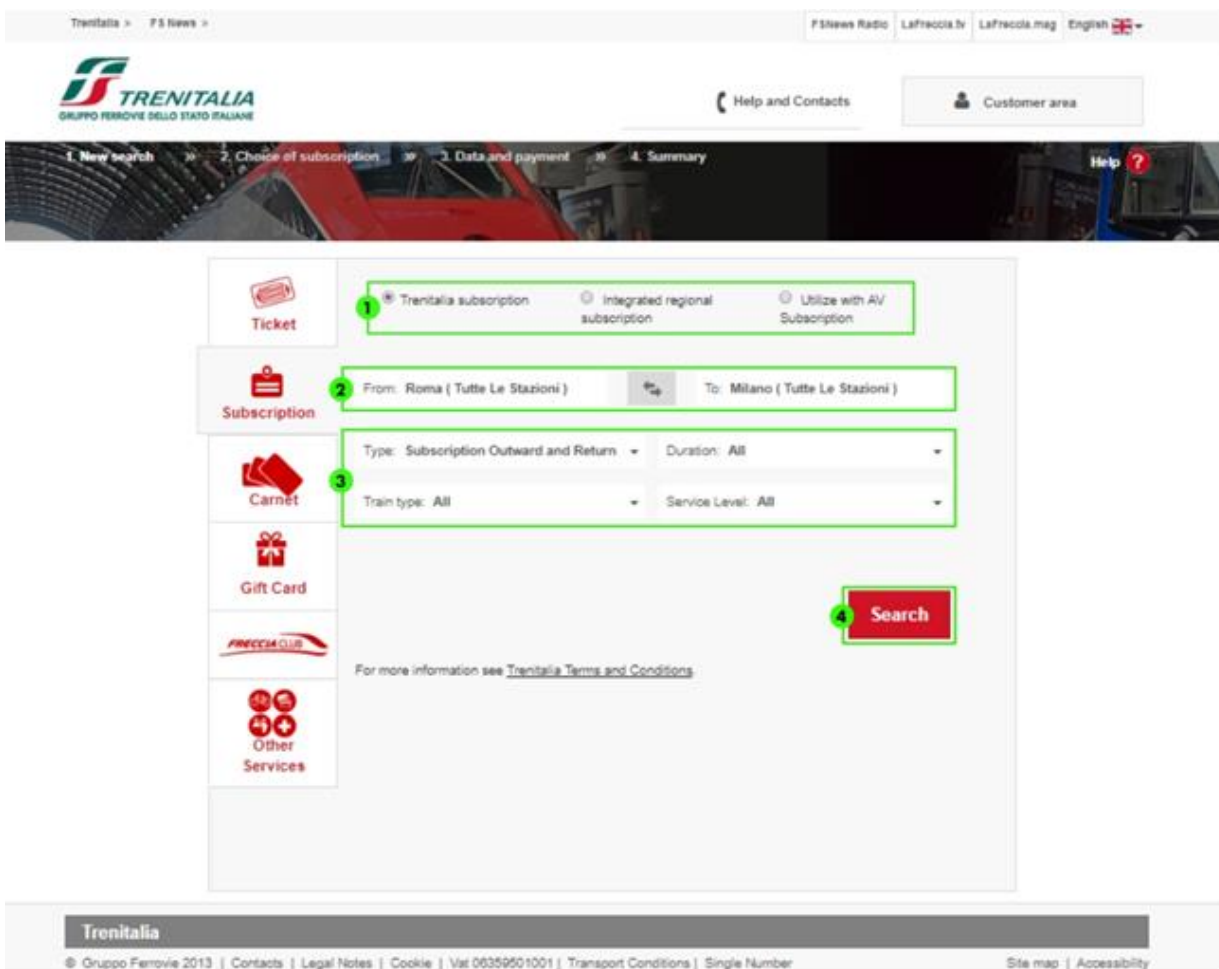 Trenitalia > FS News >
FSNews Radio LaFreccia.tv LaFreccia.mag English
TRENITALIA
GRUPPO FERROVIE DELLO STATO ITALIANE
Help and Contacts
Customer area
1. New search » 2. Choice of subscription » 3. Data and payment » 4. Summary
Help ?
Ticket
Subscription
Carnet
Gift Card
FRECCIACLUB
Other
Services
1 Trenitalia subscription
Integrated regional
subscription
Utilize with AV
Subscription
2 From: Roma ( Tutte Le Stazioni ) To: Milano ( Tutte Le Stazioni )
3
Type: Subscription Outward and Return Duration: All
Train type: All Service Level: All
4 Search
For more information see Trenitalia Terms and Conditions.
Trenitalia
© Gruppo Ferrovie 2013 | Contacts | Legal Notes | Cookie | Vat 06359501001 | Transport Conditions | Single Number
Site map | Accessibility